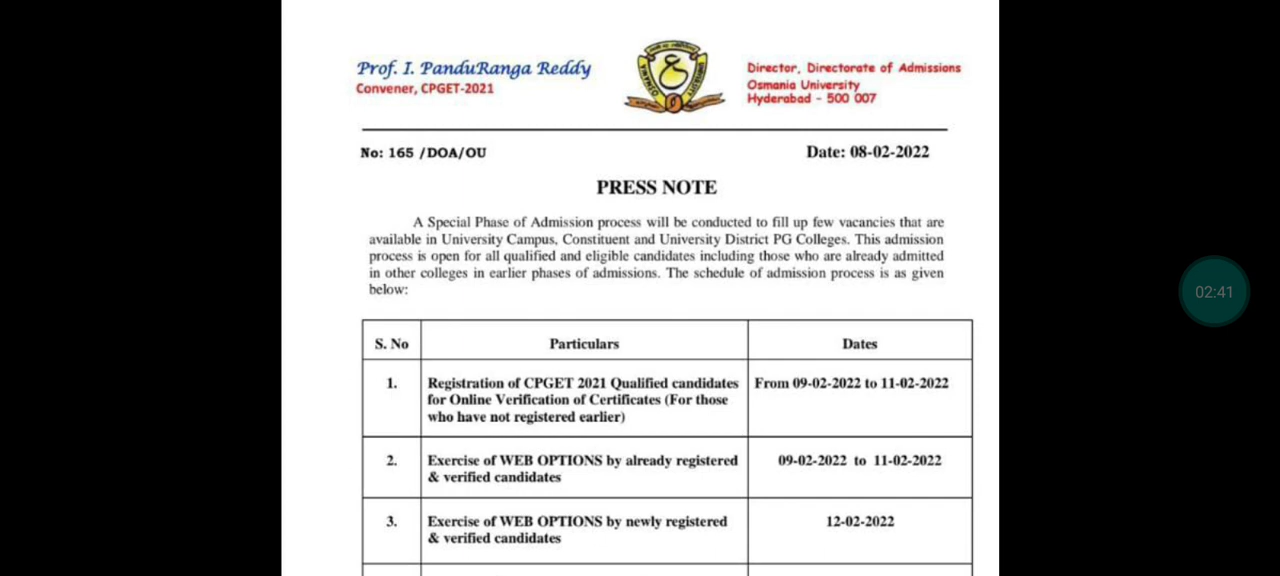 Prof. I. PanduRanga Reddy
Convener, CPGET-2021
Director, Directorate of Admissions
Osmania University
Hyderabad - 500 007
No: 165 /DOA/OU
Date: 08-02-2022
PRESS NOTE
A Special Phase of Admission process will be conducted to fill up few vacancies that are
available in University Campus, Constituent and University District PG Colleges. This admission
process is open for all qualified and eligible candidates including those who are already admitted
in other colleges in earlier phases of admissions. The schedule of admission process is as given
below:
S. No Particulars Dates
1. Registration of CPGET 2021 Qualified candidates From 09-02-2022 to 11-02-2022
for Online Verification of Certificates (For those
who have not registered earlier)
2. Exercise of WEB OPTIONS by already registered 09-02-2022 to 11-02-2022
& verified candidates
3. Exercise of WEB OPTIONS by newly registered 12-02-2022
& verified candidates
02:41